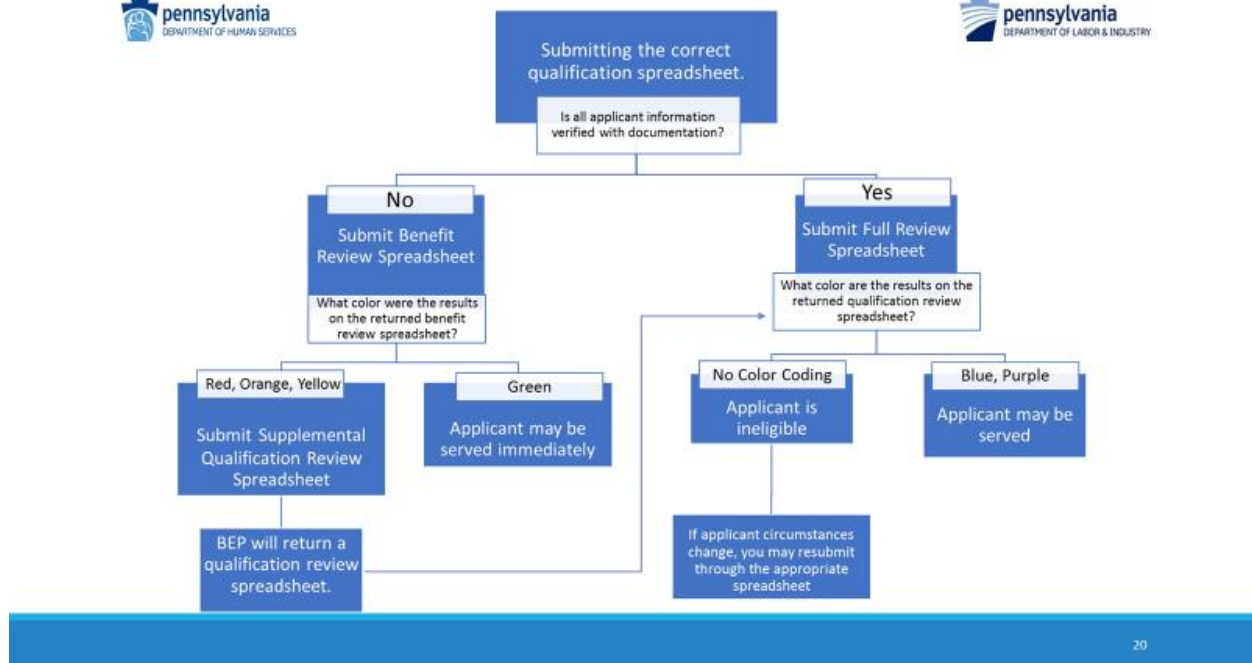 pennsylvania
DEPARTMENT OF HUMAN SERVICES
pennsylvania
DEPARTMENT OF LABOR & INDUSTRY
Submitting the correct
qualification spreadsheet.
Is all applicant information
verified with documentation?
No
Submit Benefit
Review Spreadsheet
What color were the results
on the returned benefit
review spreadsheet?
Red, Orange, Yellow
Submit Supplemental
Qualification Review
Spreadsheet
BEP will return a
qualification review
spreadsheet.
Green
Applicant may be
served immediately
Yes
Submit Full Review
Spreadsheet
What color are the results on the
returned qualification review
spreadsheet?
No Color Coding
Applicant is
ineligible
If applicant circumstances
change, you may resubmit
through the appropriate
spreadsheet
Blue, Purple
Applicant may be
served
20